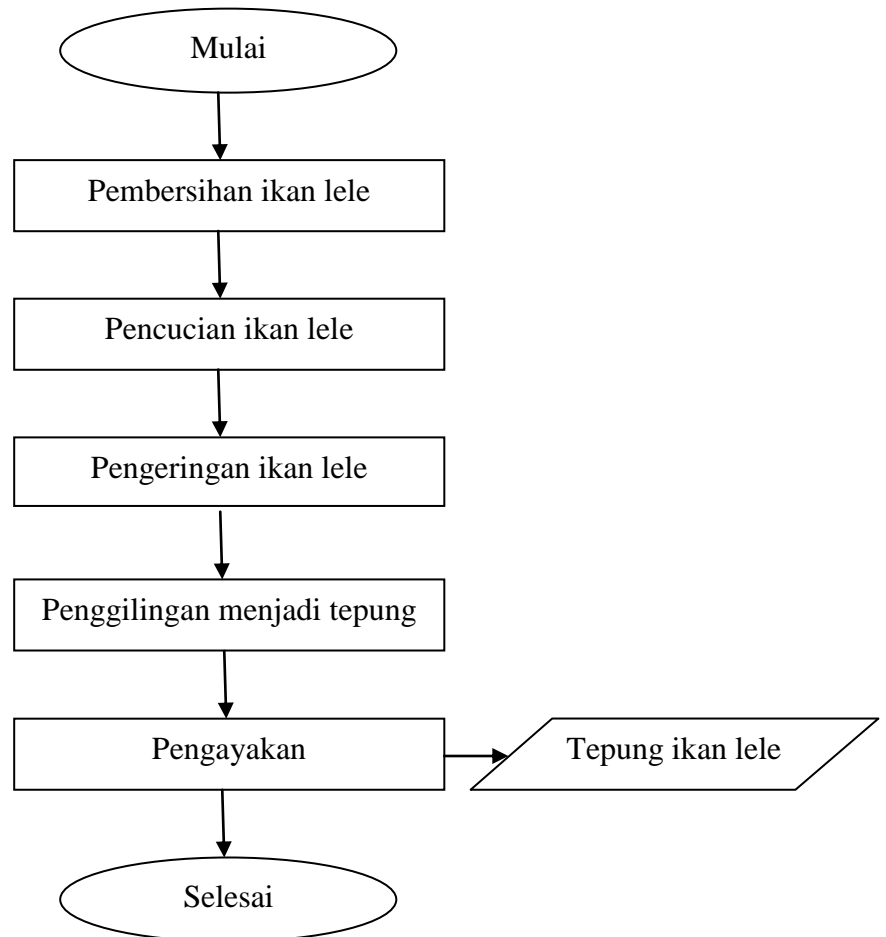 Mulai
Pembersihan ikan lele
Pencucian ikan lele
Pengeringan ikan lele
Penggilingan menjadi tepung
Pengayakan
Tepung ikan lele
Selesai